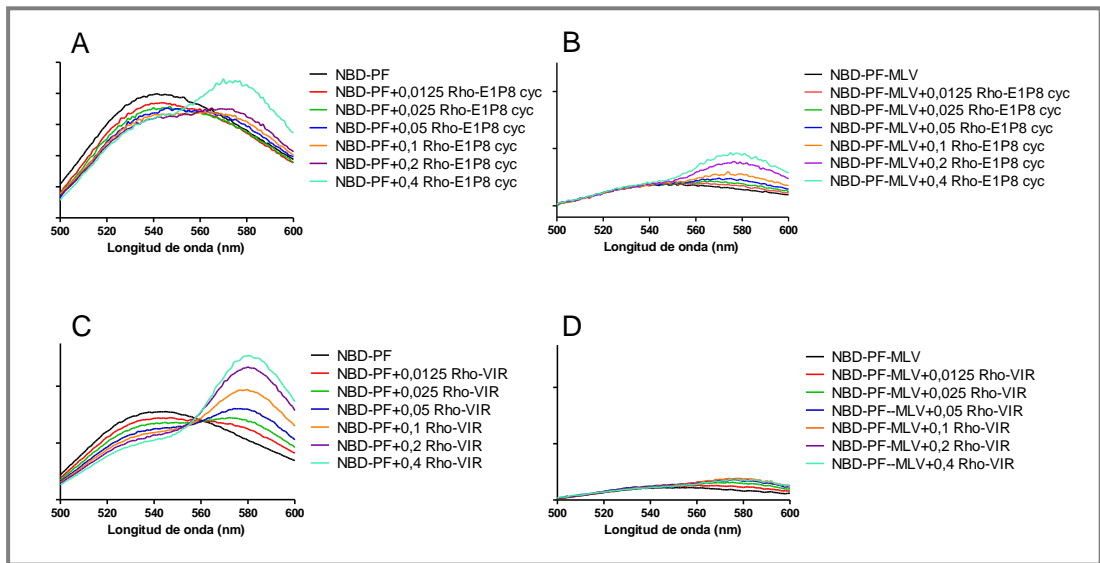 A
NBD-PF
NBD-PF+0,0125 Rho-E1P8 cyc
NBD-PF+0,025 Rho-E1P8 cyc
NBD-PF+0,05 Rho-E1P8 cyc
NBD-PF+0,1 Rho-E1P8 cyc
NBD-PF+0,2 Rho-E1P8 cyc
NBD-PF+0,4 Rho-E1P8 cyc
500 520 540 560 580 600
Longitud de onda (nm)
B
NBD-PF-MLV
NBD-PF-MLV+0,0125 Rho-E1P8 cyc
NBD-PF-MLV+0,025 Rho-E1P8 cyc
NBD-PF-MLV+0,05 Rho-E1P8 cyc
NBD-PF-MLV+0,1 Rho-E1P8 cyc
NBD-PF-MLV+0,2 Rho-E1P8 cyc
NBD-PF-MLV+0,4 Rho-E1P8 cyc
500 520 540 560 580 600
Longitud de onda (nm)
C
NBD-PF
NBD-PF+0,0125 Rho-VIR
NBD-PF+0,025 Rho-VIR
NBD-PF+0,05 Rho-VIR
NBD-PF+0,1 Rho-VIR
NBD-PF+0,2 Rho-VIR
NBD-PF+0,4 Rho-VIR
500 520 540 560 580 600
Longitud de onda (nm)
D
NBD-PF-MLV
NBD-PF-MLV+0,0125 Rho-VIR
NBD-PF-MLV+0,025 Rho-VIR
NBD-PF--MLV+0,05 Rho-VIR
NBD-PF-MLV+0,1 Rho-VIR
NBD-PF-MLV+0,2 Rho-VIR
NBD-PF--MLV+0,4 Rho-VIR
500 520 540 560 580 600
Longitud de onda (nm)